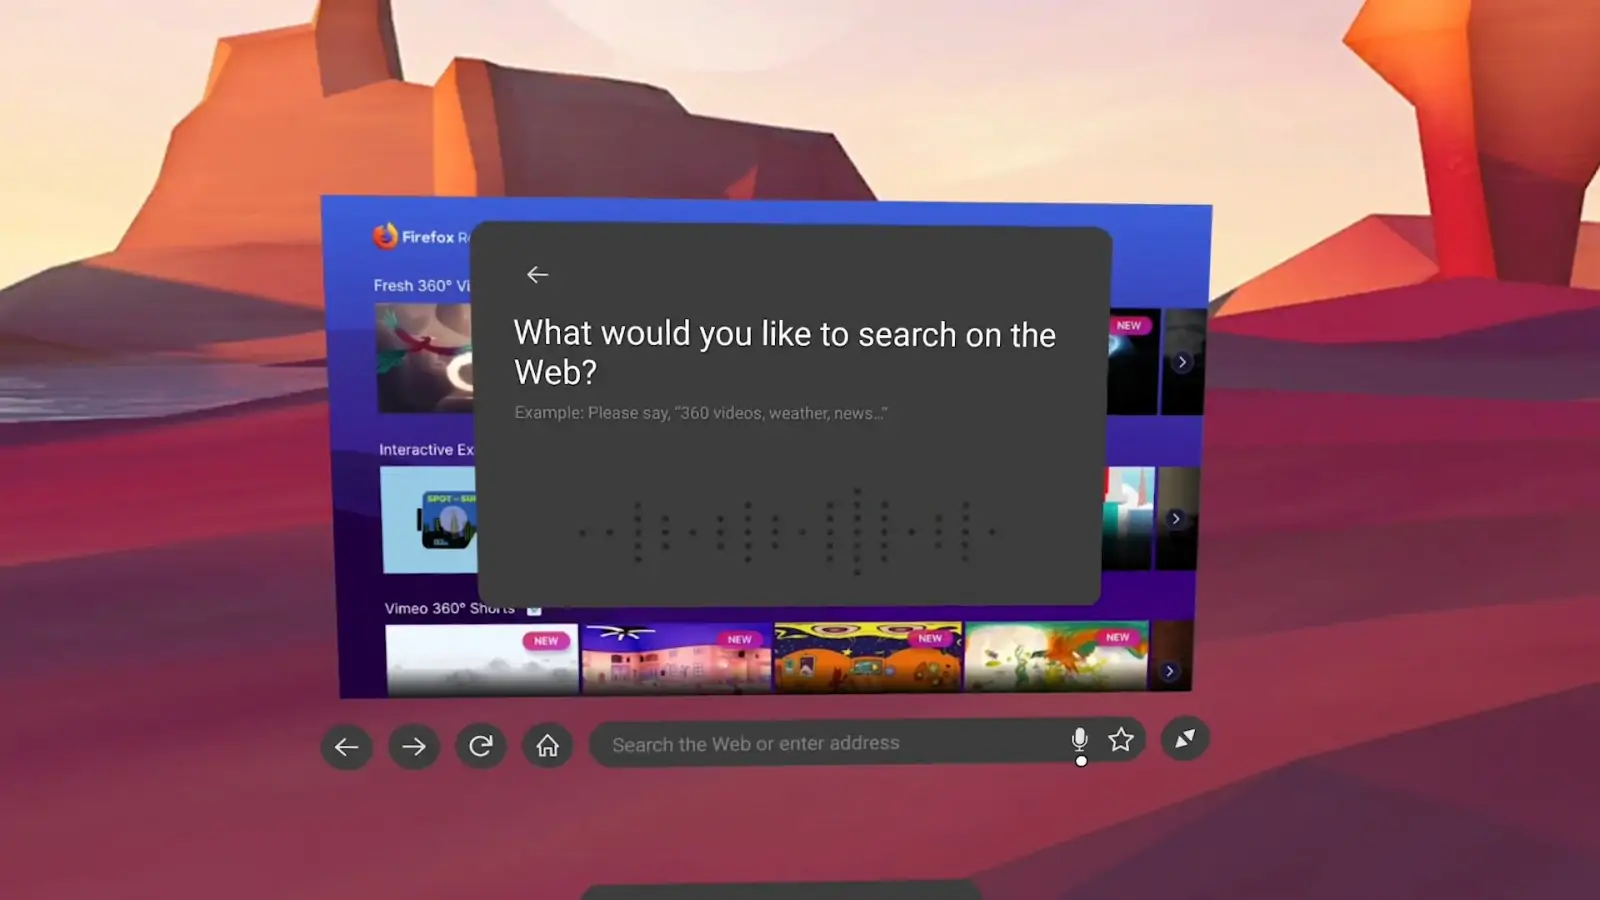 Firefox
Fresh 360° Vi
NEW
What would you like to search on the
Web?
Example: Please say, “360 videos, weather, news...”
Interactive Ex
SPOT-SUI
Vimeo 360° Shorts
NEW
NEW
NEW
NEW
Search the Web or enter address